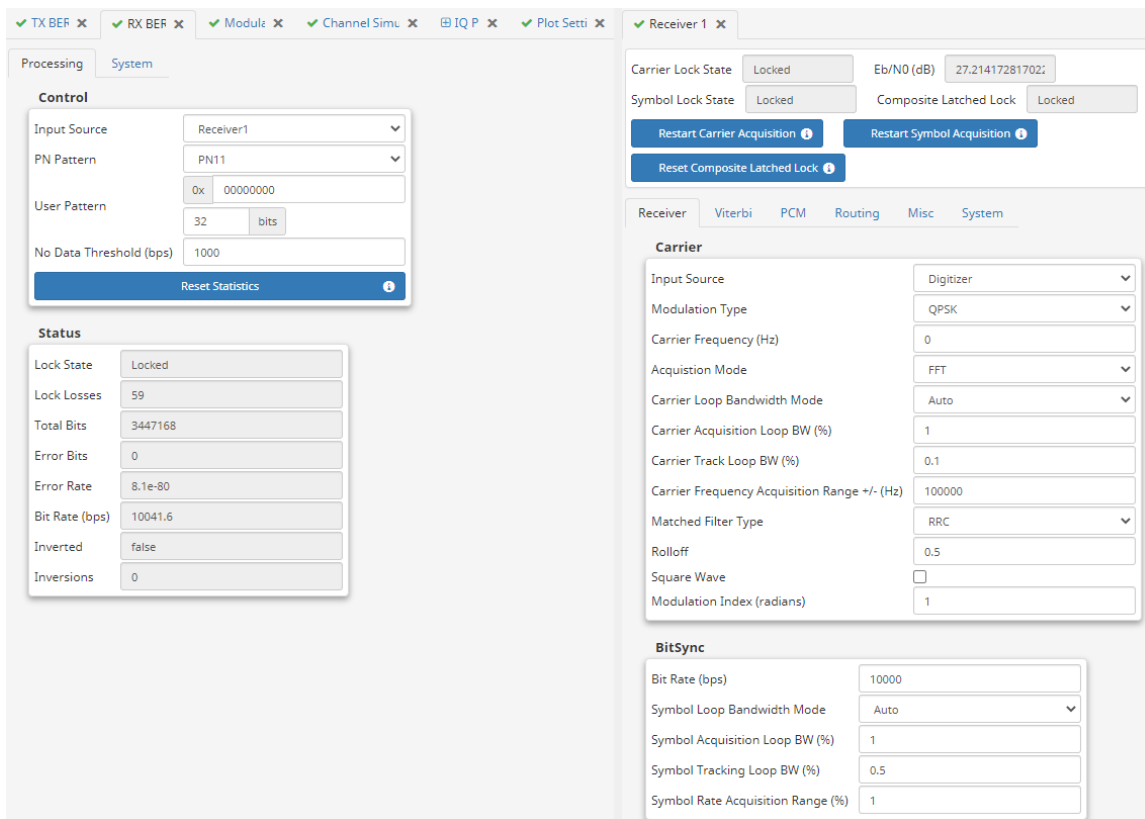 TX BEF RX BEF Modula Channel Simu IQ P Plot Setti
Processing System
Control
Input Source Receiver1
PN Pattern PN11
User Pattern 0x 00000000
32 bits
No Data Threshold (bps) 1000
Reset Statistics
Status
Lock State Locked
Lock Losses 59
Total Bits 3447168
Error Bits 0
Error Rate 8.1e-80
Bit Rate (bps) 10041.6
Inverted false
Inversions 0
Receiver 1
Carrier Lock State Locked Eb/N0 (dB) 27.214172817022
Symbol Lock State Locked Composite Latched Lock Locked
Restart Carrier Acquisition Restart Symbol Acquisition
Reset Composite Latched Lock
Receiver Viterbi PCM Routing Misc System
Carrier
Input Source Digitizer
Modulation Type QPSK
Carrier Frequency (Hz) 0
Acquistion Mode FFT
Carrier Loop Bandwidth Mode Auto
Carrier Acquisition Loop BW (%) 1
Carrier Track Loop BW (%) 0.1
Carrier Frequency Acquisition Range +/- (Hz) 100000
Matched Filter Type RRC
Rolloff 0.5
Square Wave
Modulation Index (radians) 1
BitSync
Bit Rate (bps) 10000
Symbol Loop Bandwidth Mode Auto
Symbol Acquisition Loop BW (%) 1
Symbol Tracking Loop BW (%) 0.5
Symbol Rate Acquisition Range (%) 1